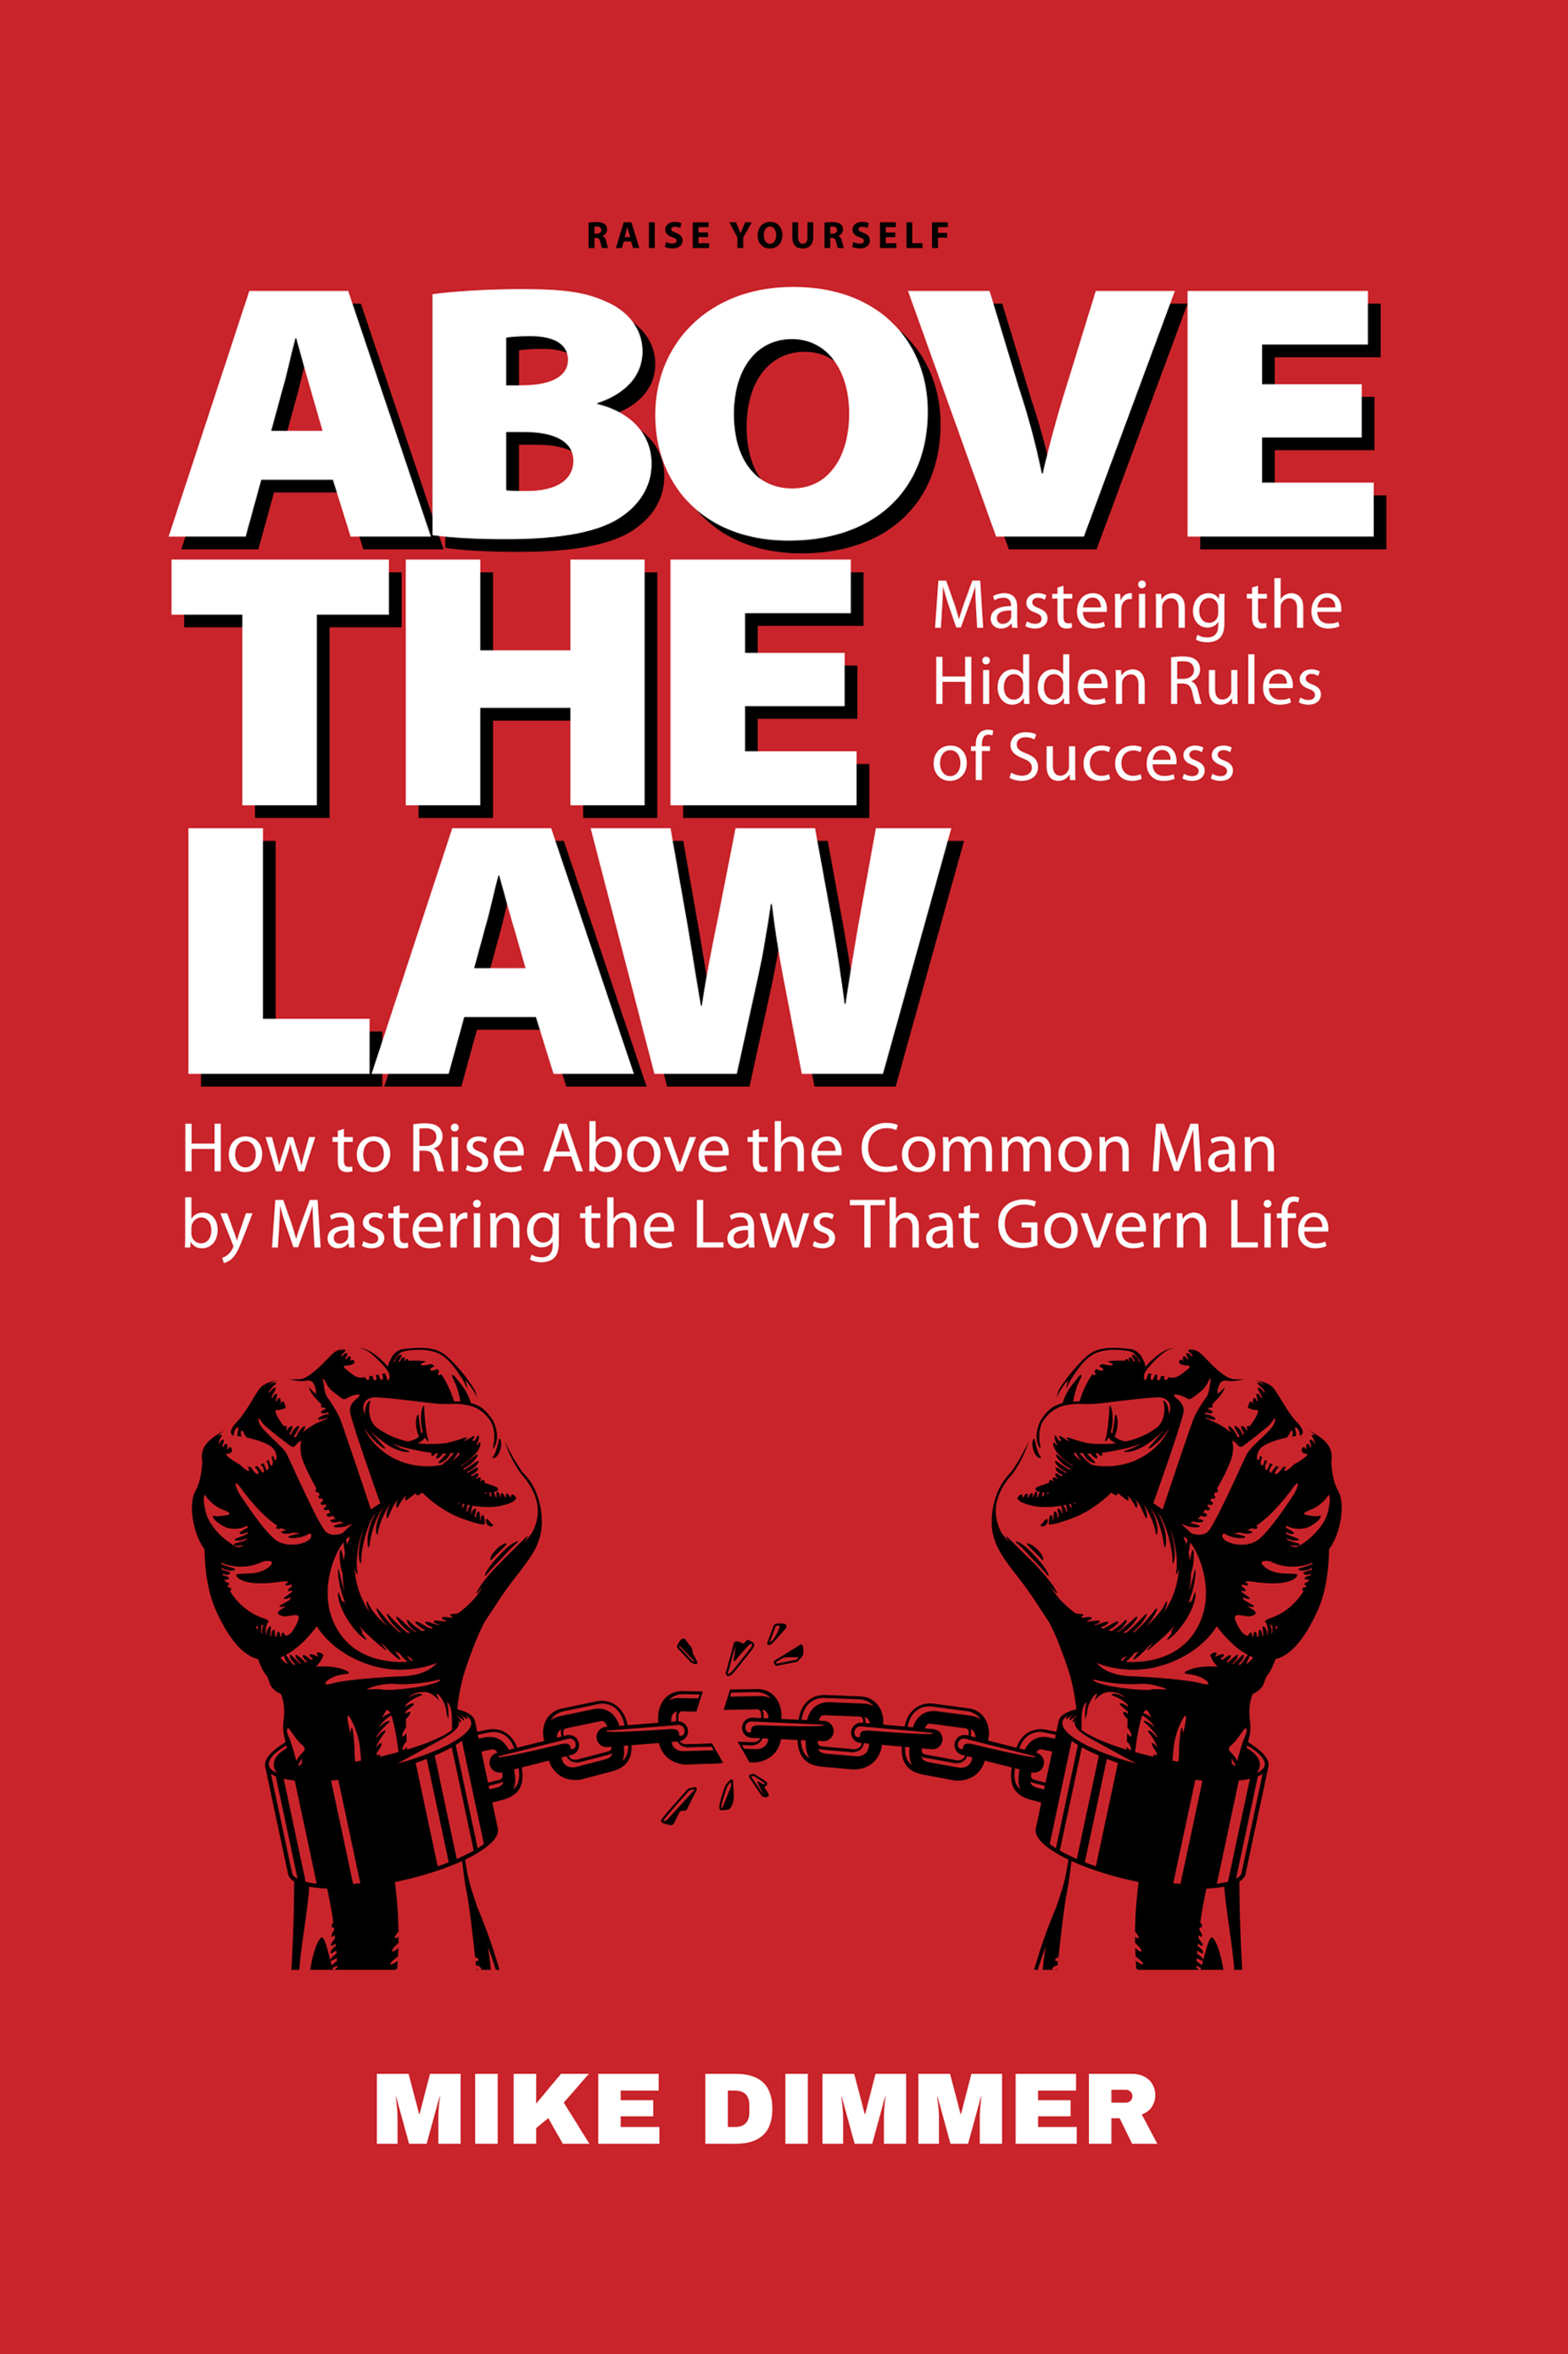 RAISE YOURSELF
ABOVE
THE
Mastering the
Hidden Rules
of Success
LAW
How to Rise Above the Common Man
by Mastering the Laws That Govern Life
MIKE DIMMER